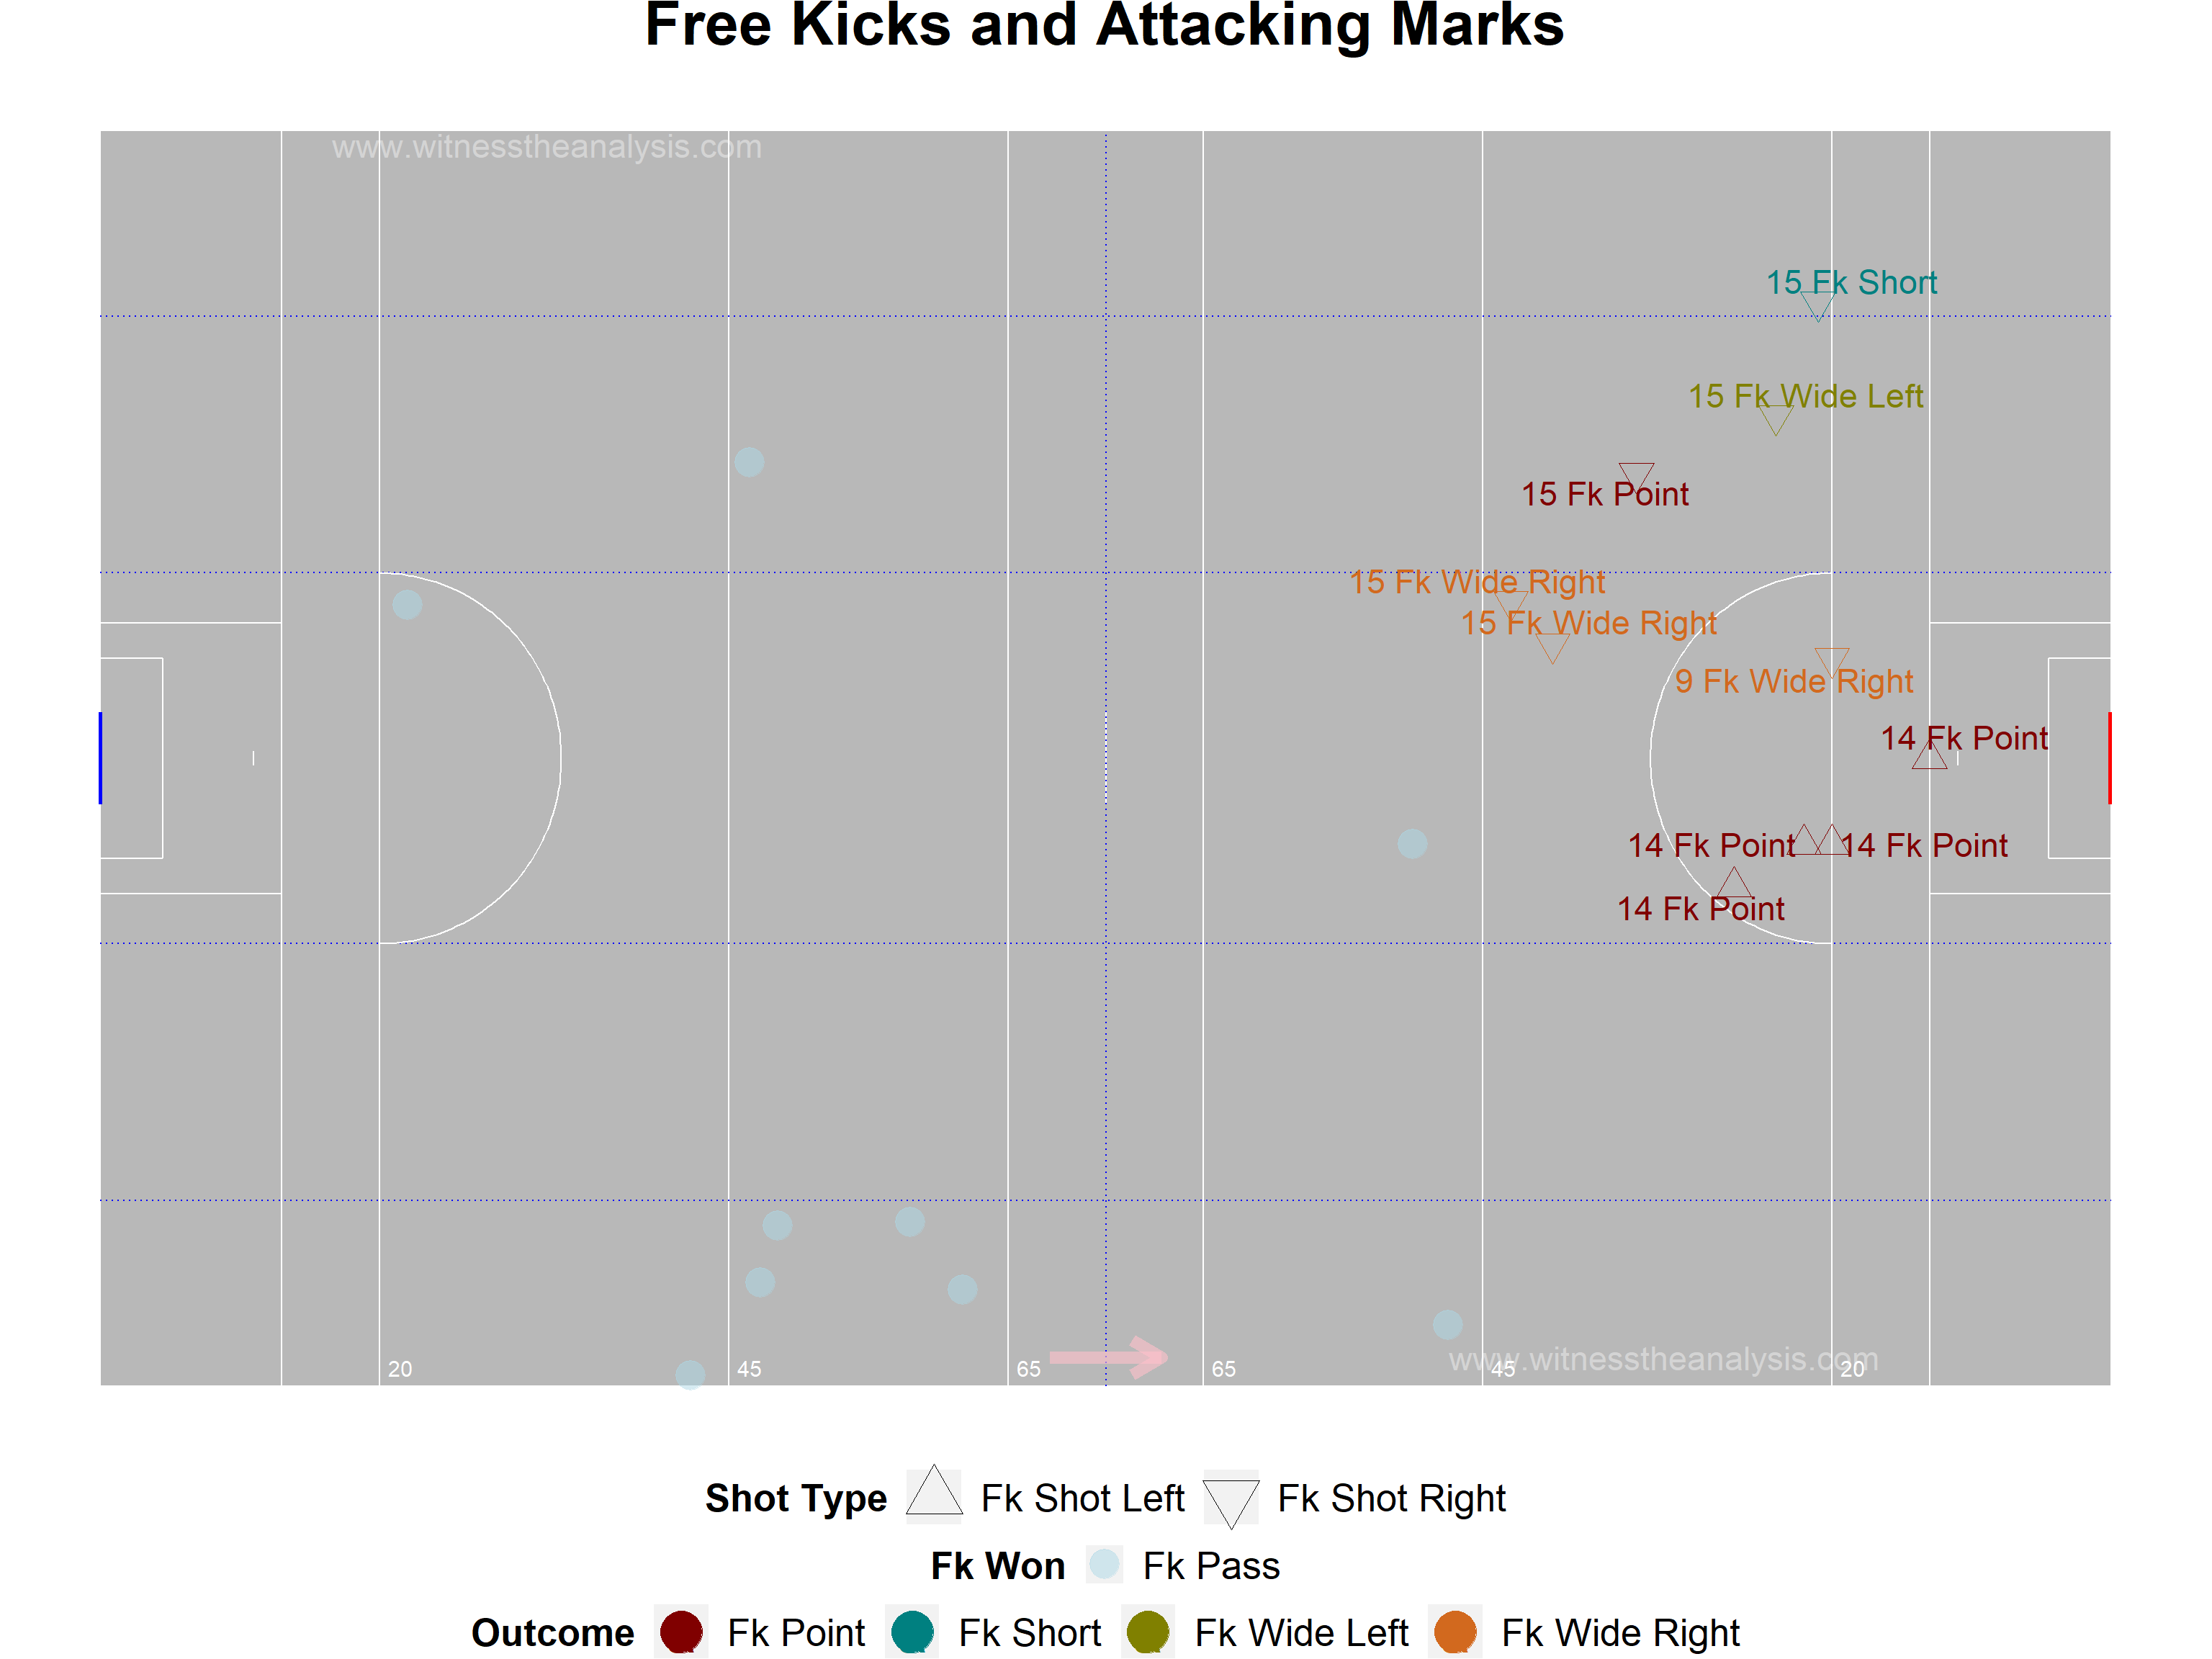 Free Kicks and Attacking Marks
www.witnesstheanalysis.com
15 Fk Short
15 Fk Wide Left
15 Fk Point
15 Fk Wide Right
15 Fk Wide Right
9 Fk Wide Right
14 Fk Point
14 Fk Point
14 Fk Point
14 Fk Point
www.witnesstheanalysis.com
20 45 65 65 45 20
Shot Type Fk Shot Left Fk Shot Right
Fk Won Fk Pass
Outcome Fk Point Fk Short Fk Wide Left Fk Wide Right